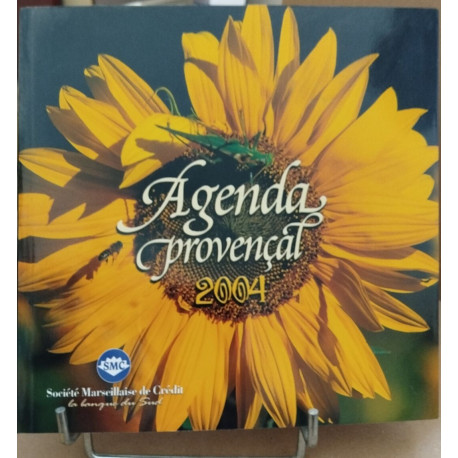 Agenda
provençal
2004
SMC
Société Marseillaise de Crédit
la banque du Sud